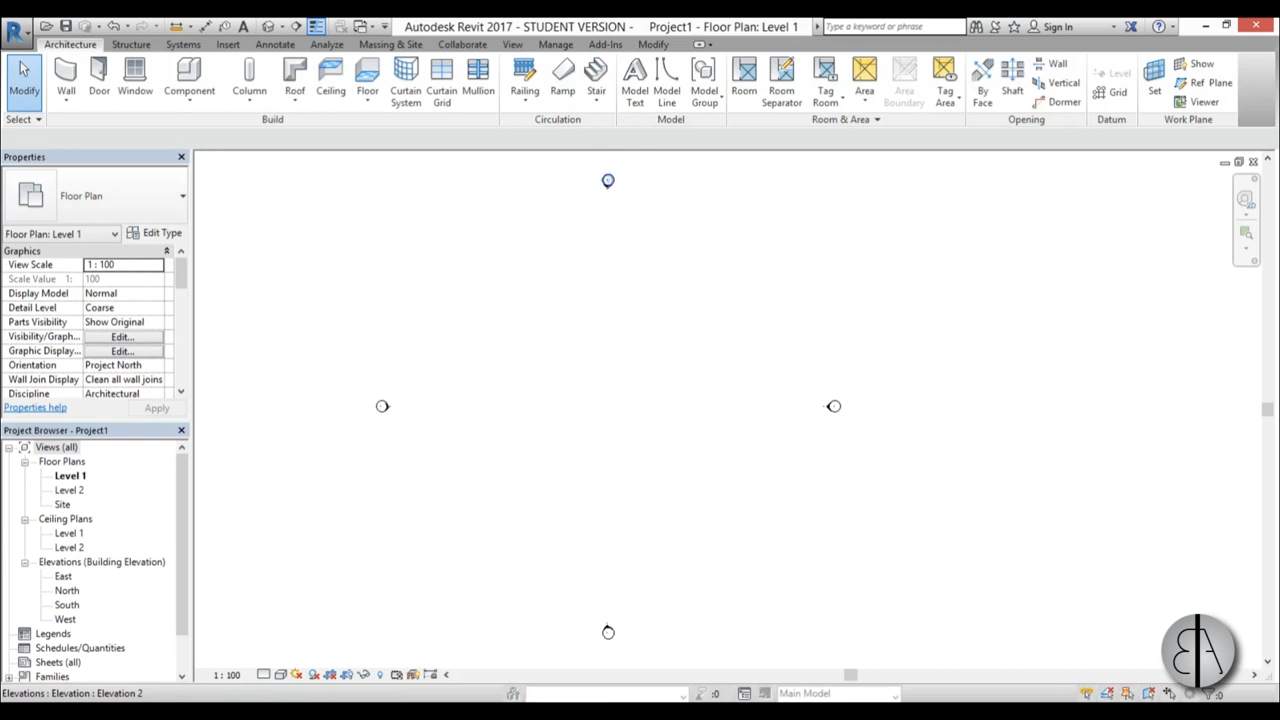 Autodesk Revit 2017 - STUDENT VERSION - Project1 - Floor Plan: Level 1
Type a keyword or phrase
Sign In
Architecture Structure Systems Insert Annotate Analyze Massing & Site Collaborate View Manage Add-Ins Modify
Modify Wall Door Window Component Column Roof Ceiling Floor Curtain System Curtain Grid Mullion Railing Ramp Stair Model Text Model Line Model Group Room Room Separator Tag Room Area Area Boundary Tag Area By Face Shaft Wall Vertical Dormer Level Grid Set Show Ref Plane Viewer
Select Build Circulation Model Room & Area Opening Datum Work Plane
Properties
Floor Plan
Floor Plan: Level 1 Edit Type
Graphics
View Scale 1 : 100
Scale Value 1: 100
Display Model Normal
Detail Level Coarse
Parts Visibility Show Original
Visibility/Graph... Edit...
Graphic Display... Edit...
Orientation Project North
Wall Join Display Clean all wall joins
Discipline Architectural
Properties help Apply
Project Browser - Project1
Views (all)
Floor Plans
Level 1
Level 2
Site
Ceiling Plans
Level 1
Level 2
Elevations (Building Elevation)
East
North
South
West
Legends
Schedules/Quantities
Sheets (all)
Families
1 : 100
Elevations : Elevation : Elevation 2
:0
Main Model
:0